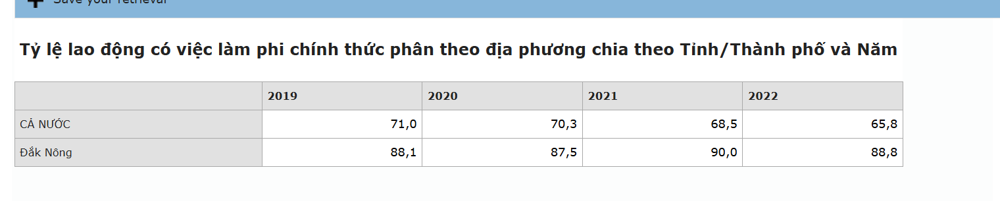 Save your retrieval
Tỷ lệ lao động có việc làm phi chính thức phân theo địa phương chia theo Tỉnh/Thành phố và Năm
2019 2020 2021 2022
CẢ NƯỚC 71,0 70,3 68,5 65,8
Đắk Nông 88,1 87,5 90,0 88,8